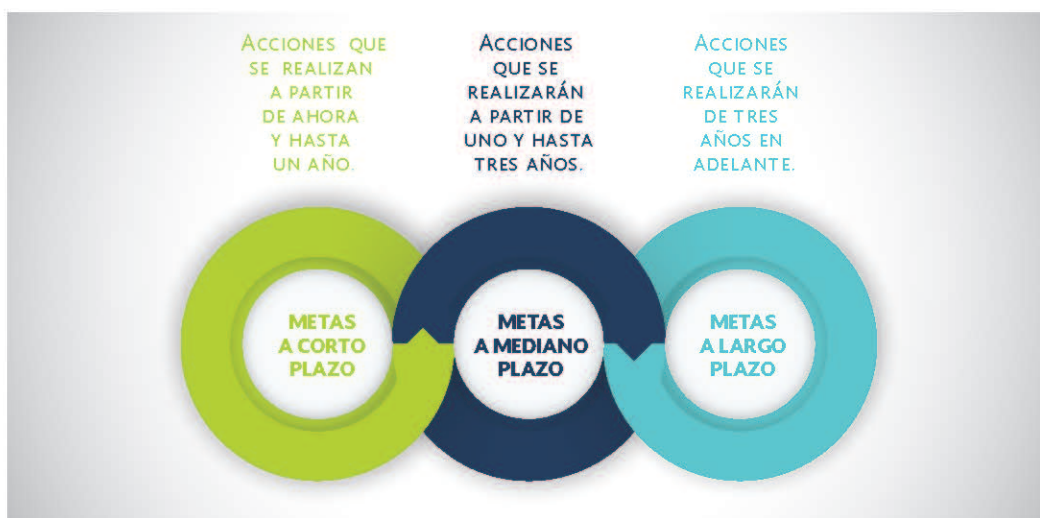 ACCIONES QUE
SE REALIZAN
A PARTIR
DE AHORA
Y HASTA
UN AÑO.
ACCIONES
QUE SE
REALIZARÁN
A PARTIR DE
UNO Y HASTA
TRES AÑOS.
ACCIONES
QUE SE
REALIZARÁN
DE TRES
AÑOS EN
ADELANTE.
METAS
A CORTO
PLAZO
METAS
A MEDIANO
PLAZO
METAS
A LARGO
PLAZO